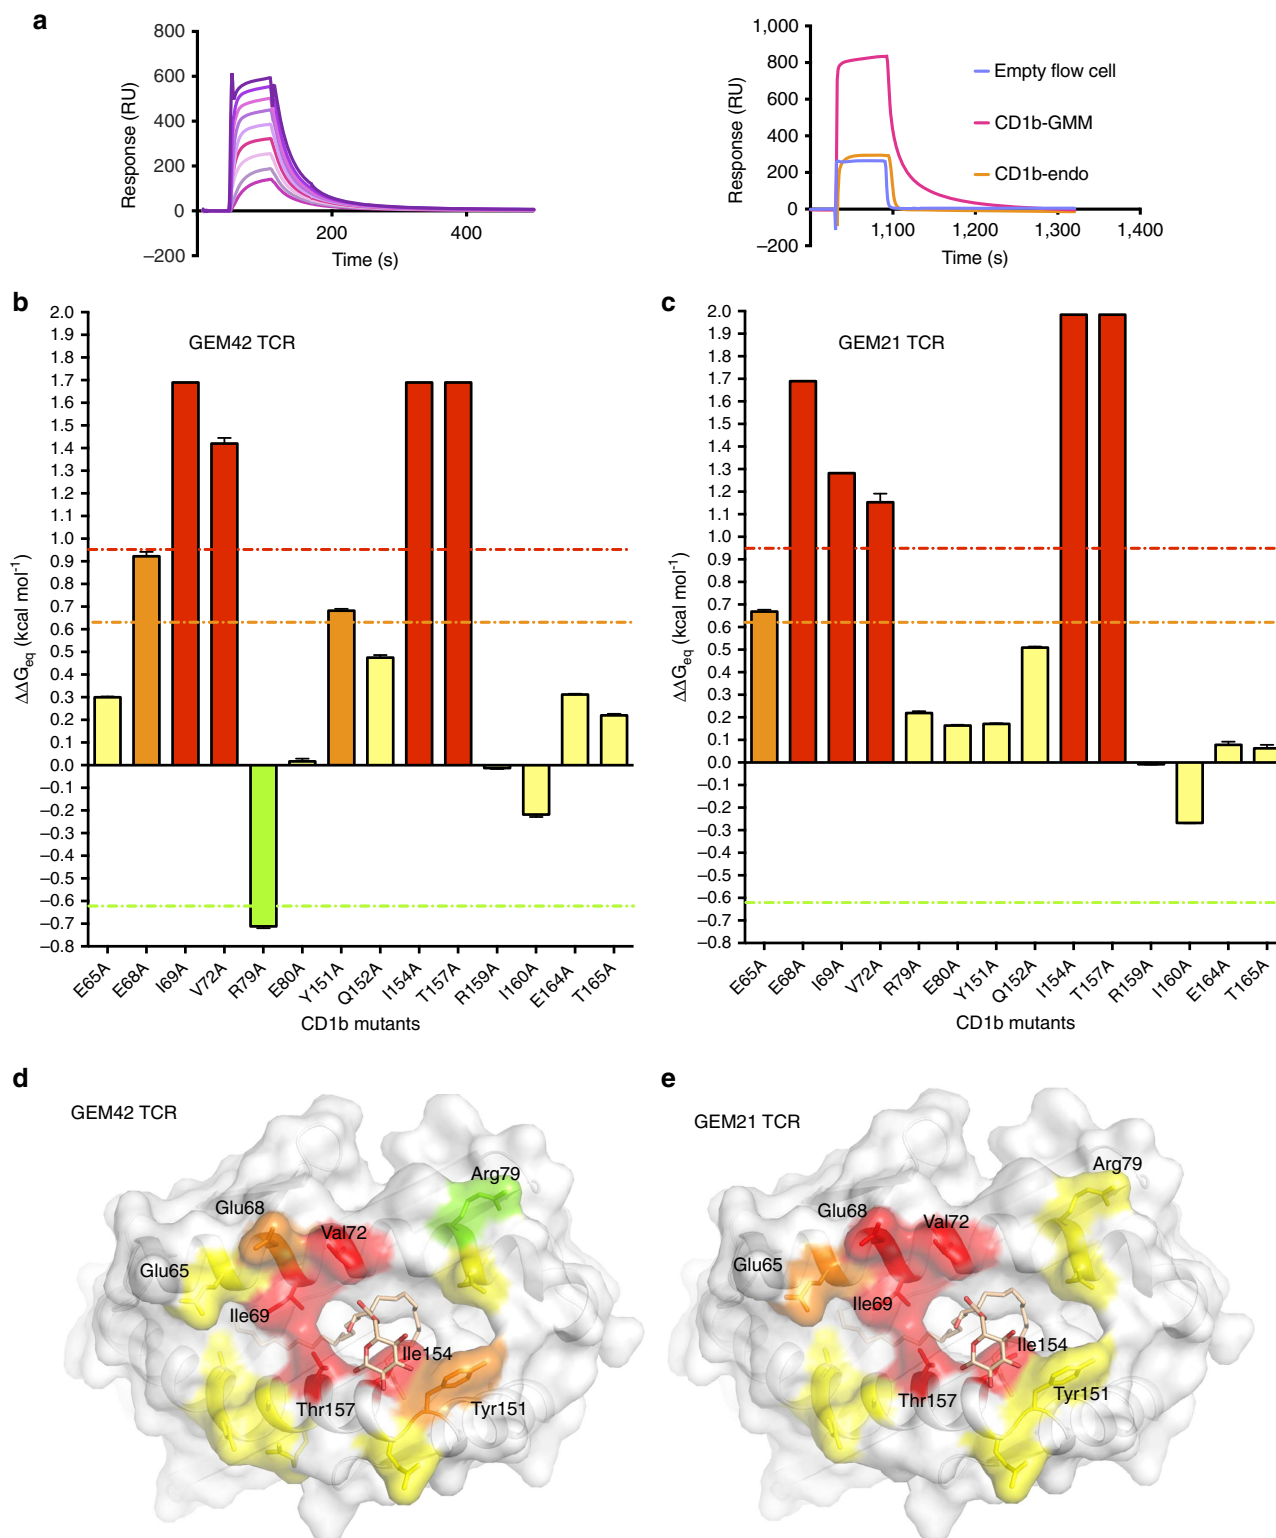 a
800
600
400
200
0
–200
Response (RU)
200
400
Time (s)
1,000
800
600
400
200
0
–200
Response (RU)
1,100
1,200
1,300
1,400
Time (s)
Empty flow cell
CD1b-GMM
CD1b-endo
b
GEM42 TCR
2.0
1.9
1.8
1.7
1.6
1.5
1.4
1.3
1.2
1.1
1.0
0.9
0.8
0.7
0.6
0.5
0.4
0.3
0.2
0.1
0.0
–0.1
–0.2
–0.3
–0.4
–0.5
–0.6
–0.7
–0.8
ΔΔGeq (kcal mol-1)
E65A
E68A
I69A
V72A
R79A
E80A
Y151A
Q152A
I154A
T157A
R159A
I160A
E164A
T165A
CD1b mutants
c
GEM21 TCR
2.0
1.9
1.8
1.7
1.6
1.5
1.4
1.3
1.2
1.1
1.0
0.9
0.8
0.7
0.6
0.5
0.4
0.3
0.2
0.1
0.0
–0.1
–0.2
–0.3
–0.4
–0.5
–0.6
–0.7
–0.8
ΔΔGeq (kcal mol-1)
E65A
E68A
I69A
V72A
R79A
E80A
Y151A
Q152A
I154A
T157A
R159A
I160A
E164A
T165A
CD1b mutants
d
GEM42 TCR
Arg79
Glu68
Val72
Glu65
Ile69
Ile154
Thr157
Tyr151
e
GEM21 TCR
Arg79
Glu68
Val72
Glu65
Ile69
Ile154
Thr157
Tyr151